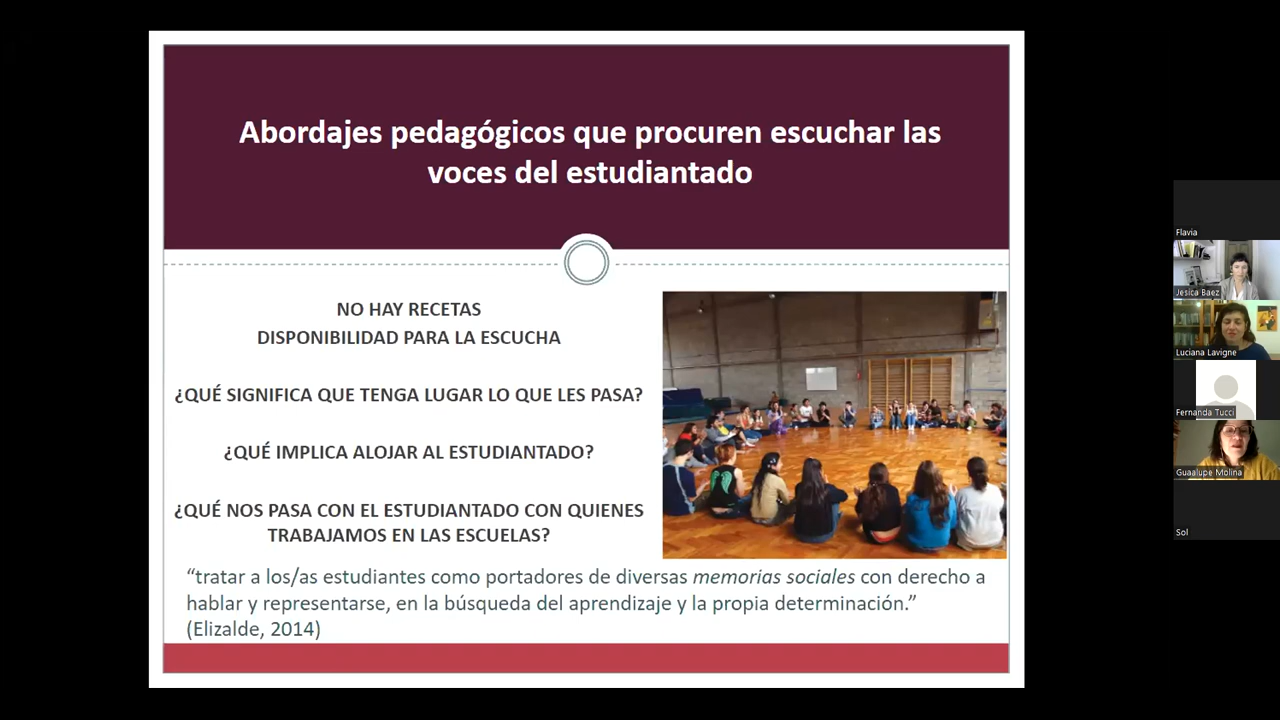 Abordajes pedagógicos que procuren escuchar las
voces del estudiantado
NO HAY RECETAS
DISPONIBILIDAD PARA LA ESCUCHA
¿QUÉ SIGNIFICA QUE TENGA LUGAR LO QUE LES PASA?
¿QUÉ IMPLICA ALOJAR AL ESTUDIANTADO?
¿QUÉ NOS PASA CON EL ESTUDIANTADO CON QUIENES
TRABAJAMOS EN LAS ESCUELAS?
“tratar a los/as estudiantes como portadores de diversas memorias sociales con derecho a
hablar y representarse, en la búsqueda del aprendizaje y la propia determinación.”
(Elizalde, 2014)
Flavia
Jesica Baez
Luciana Lavigne
Fernanda Tucci
Guaalupe Molina
Sol